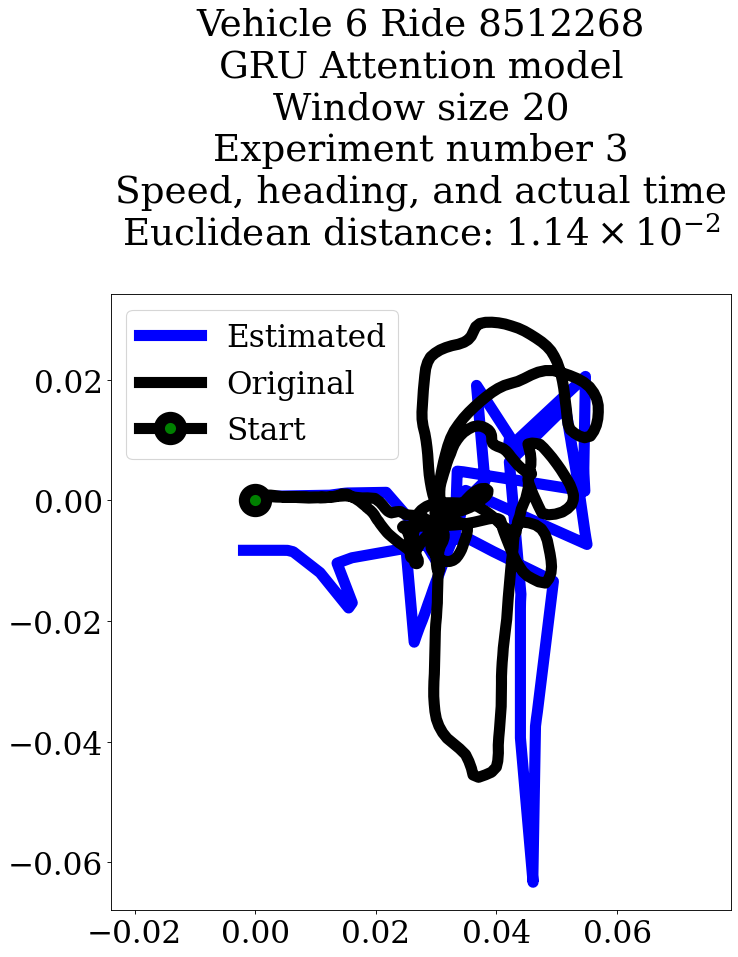 Vehicle 6 Ride 8512268
GRU Attention model
Window size 20
Experiment number 3
Speed, heading, and actual time
Euclidean distance: 1.14 × 10⁻²
Estimated
Original
Start
0.02
0.00
−0.02
−0.04
−0.06
−0.02 0.00 0.02 0.04 0.06